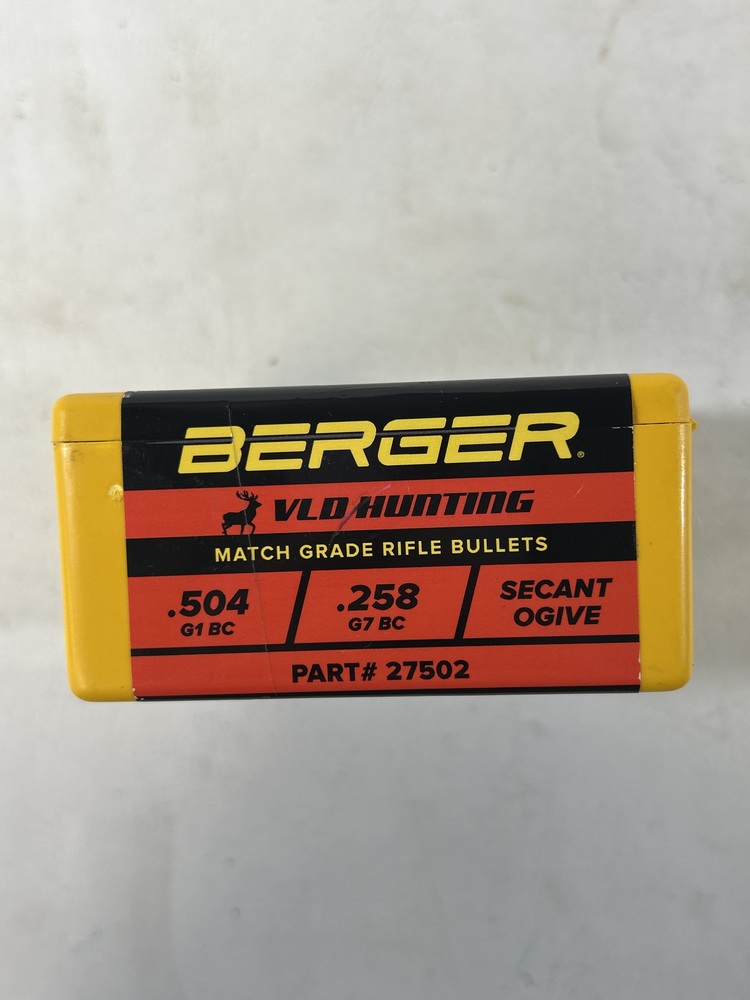 BERGER®
VLD HUNTING
MATCH GRADE RIFLE BULLETS
.504
G1 BC
.258
G7 BC
SECANT
OGIVE
PART# 27502